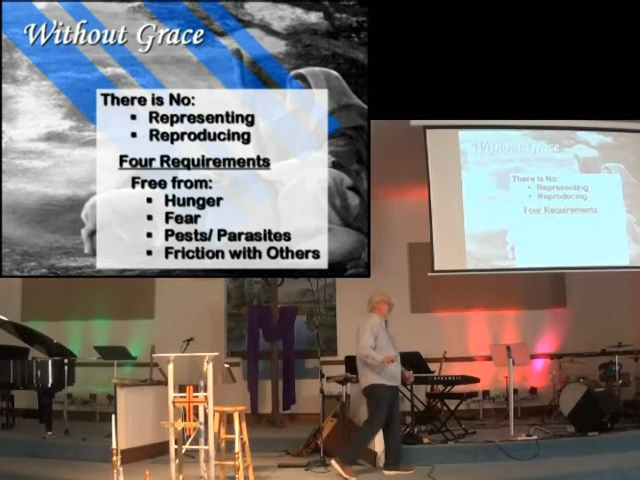 Without Grace
There is No:
▪ Representing
▪ Reproducing
Four Requirements
Free from:
▪ Hunger
▪ Fear
▪ Pests/ Parasites
▪ Friction with Others
Without Grace
There is No:
▪ Representing
▪ Reproducing
Four Requirements